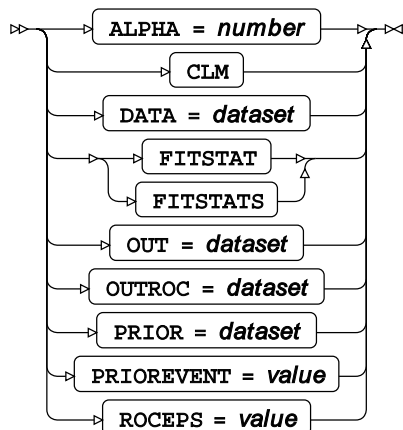 ALPHA = number
CLM
DATA = dataset
FITSTAT
FITSTATS
OUT = dataset
OUTROC = dataset
PRIOR = dataset
PRIOREVENT = value
ROCEPS = value